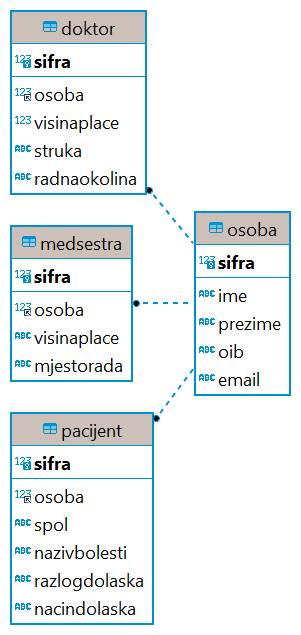 doktor
123 sifra
123 osoba
123 visinaplace
ABC struka
ABC radnaokolina
medsestra
123 sifra
123 osoba
ABC visinaplace
ABC mjestorada
osoba
123 sifra
ABC ime
ABC prezime
ABC oib
ABC email
pacijent
123 sifra
123 osoba
ABC spol
ABC nazivbolesti
ABC razlogdolaska
ABC nacindolaska